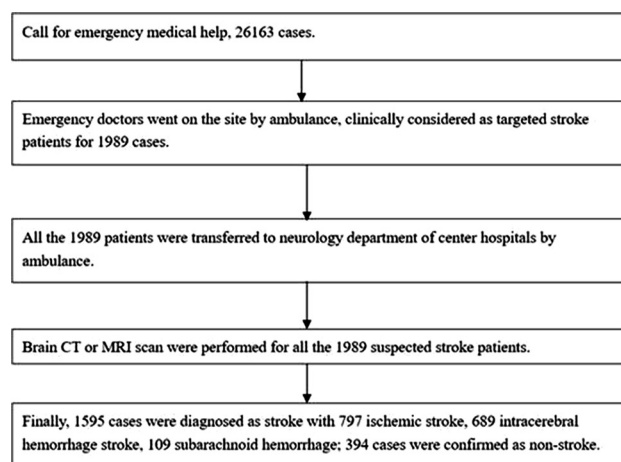 Call for emergency medical help, 26163 cases.
Emergency doctors went on the site by ambulance, clinically considered as targeted stroke
patients for 1989 cases.
All the 1989 patients were transferred to neurology department of center hospitals by
ambulance.
Brain CT or MRI scan were performed for all the 1989 suspected stroke patients.
Finally, 1595 cases were diagnosed as stroke with 797 ischemic stroke, 689 intracerebral
hemorrhage stroke, 109 subarachnoid hemorrhage; 394 cases were confirmed as non-stroke.